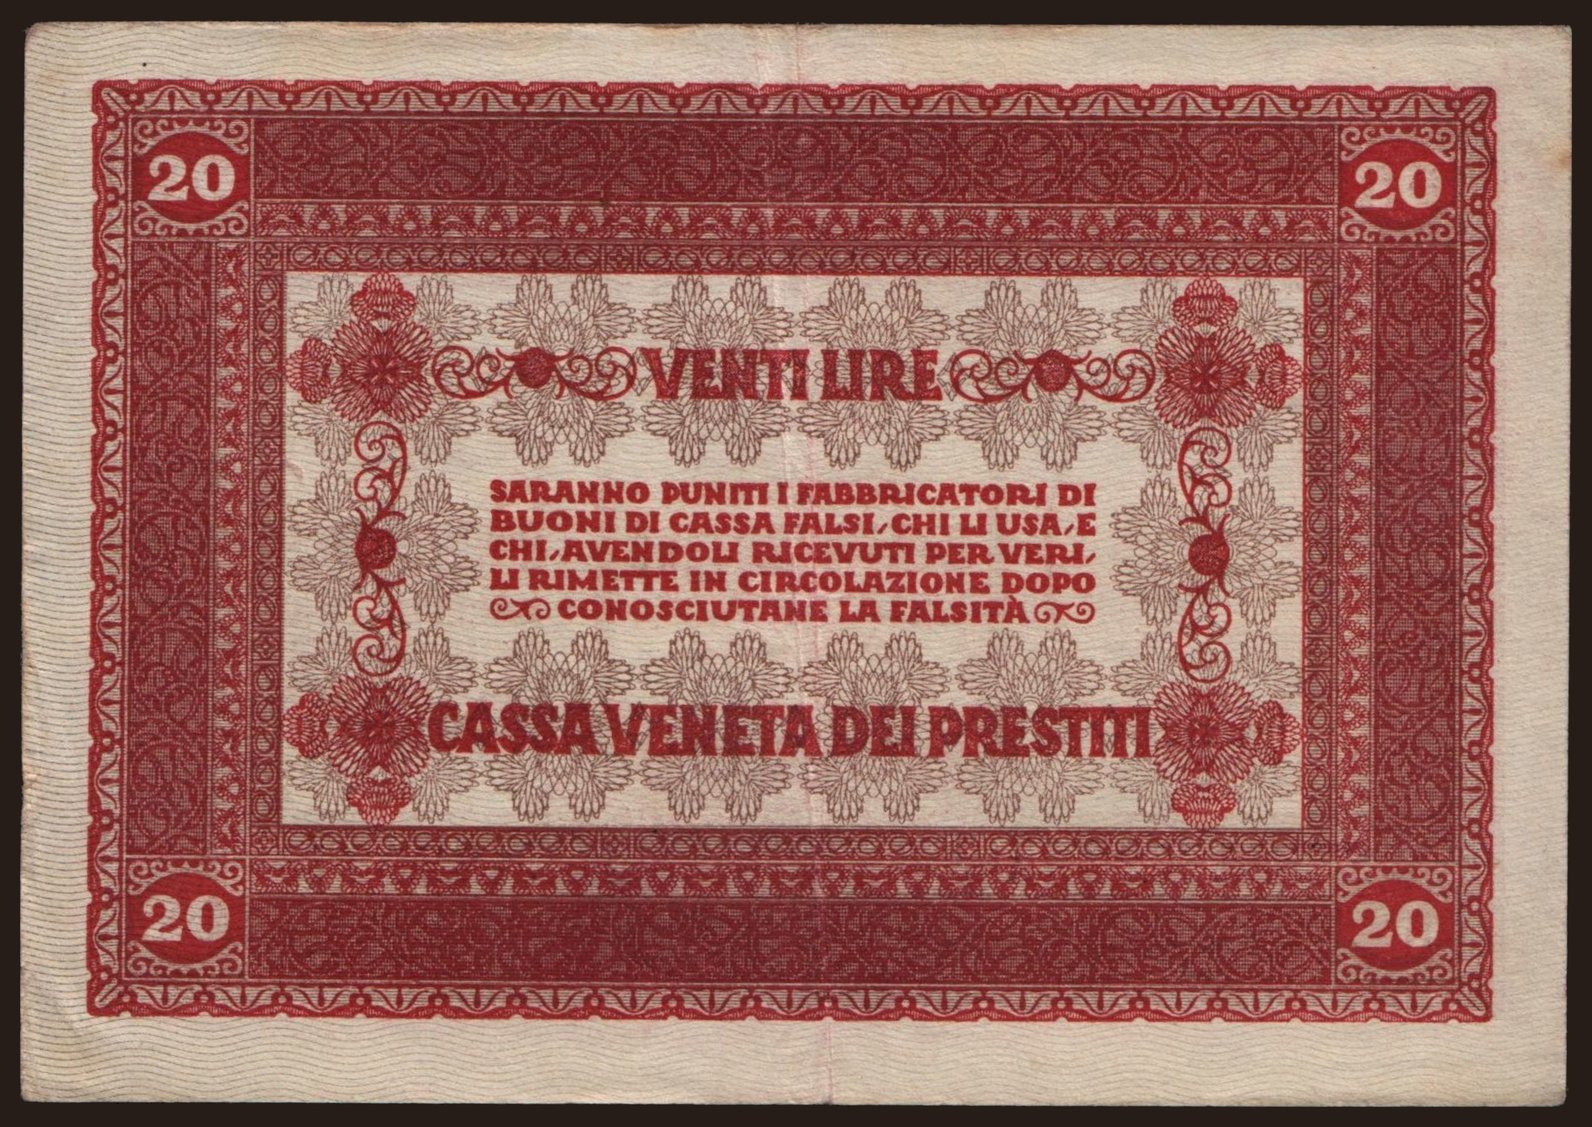 20 20
VENTI LIRE
SARANNO PUNITI I FABBRICATORI DI
BUONI DI CASSA FALSI, CHI LI USA, E
CHI, AVENDOLI RICEVUTI PER VERI,
LI RIMETTE IN CIRCOLAZIONE DOPO
CONOSCIUTANE LA FALSITÀ
CASSA VENETA DEI PRESTITI
20 20